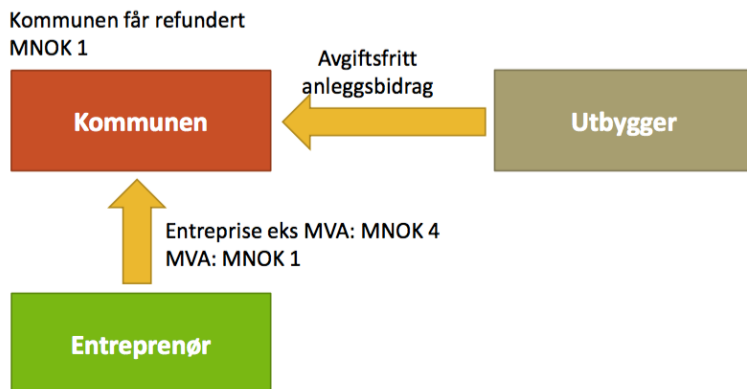 Kommunen får refundert
MNOK 1
Avgiftsfritt
anleggsbidrag
Kommunen
Utbygger
Entreprise eks MVA: MNOK 4
MVA: MNOK 1
Entreprenør